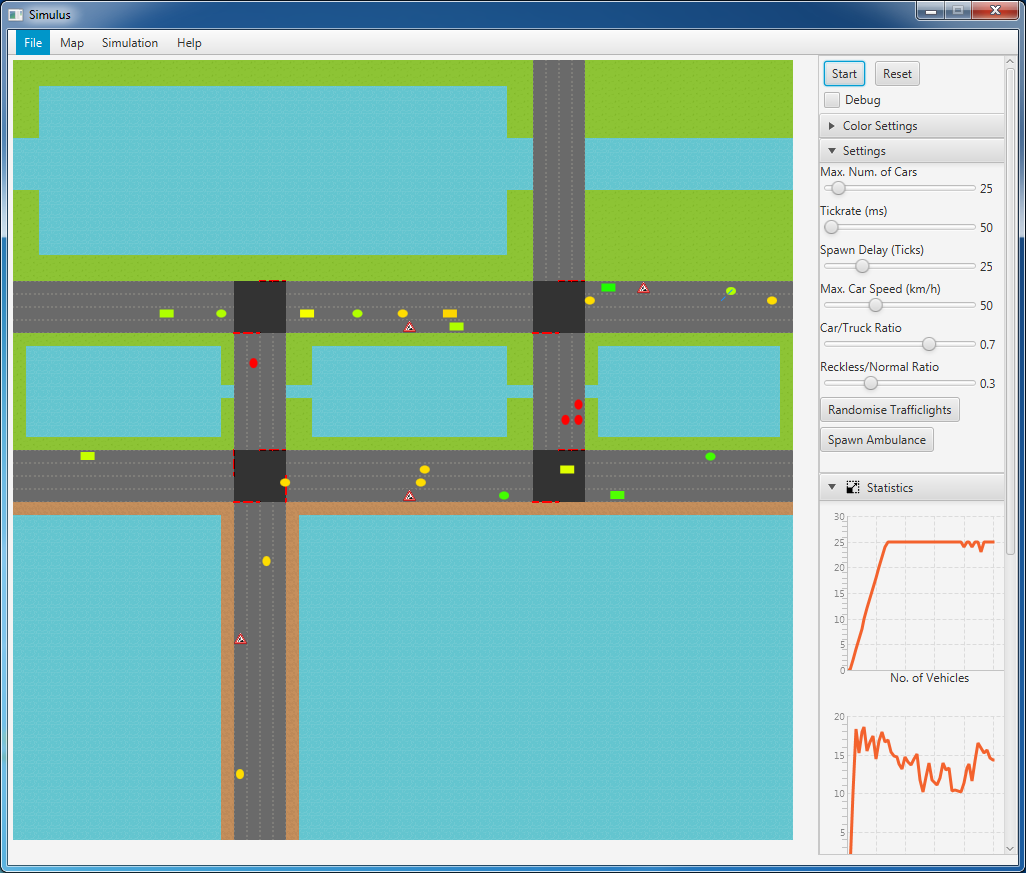 Simulus
File Map Simulation Help
Start Reset
Debug
Color Settings
Settings
Max. Num. of Cars
25
Tickrate (ms)
50
Spawn Delay (Ticks)
25
Max. Car Speed (km/h)
50
Car/Truck Ratio
0.7
Reckless/Normal Ratio
0.3
Randomise Trafficlights
Spawn Ambulance
Statistics
30
25
20
15
10
5
0
No. of Vehicles
20
15
10
5